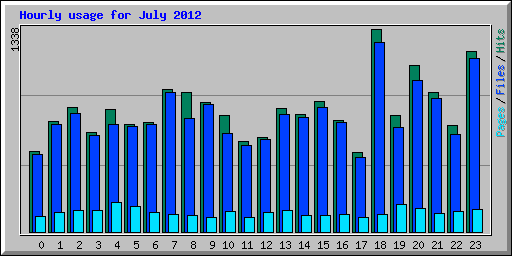 Hourly usage for July 2012
1338
Pages/Files/Hits
0 1 2 3 4 5 6 7 8 9 10 11 12 13 14 15 16 17 18 19 20 21 22 23